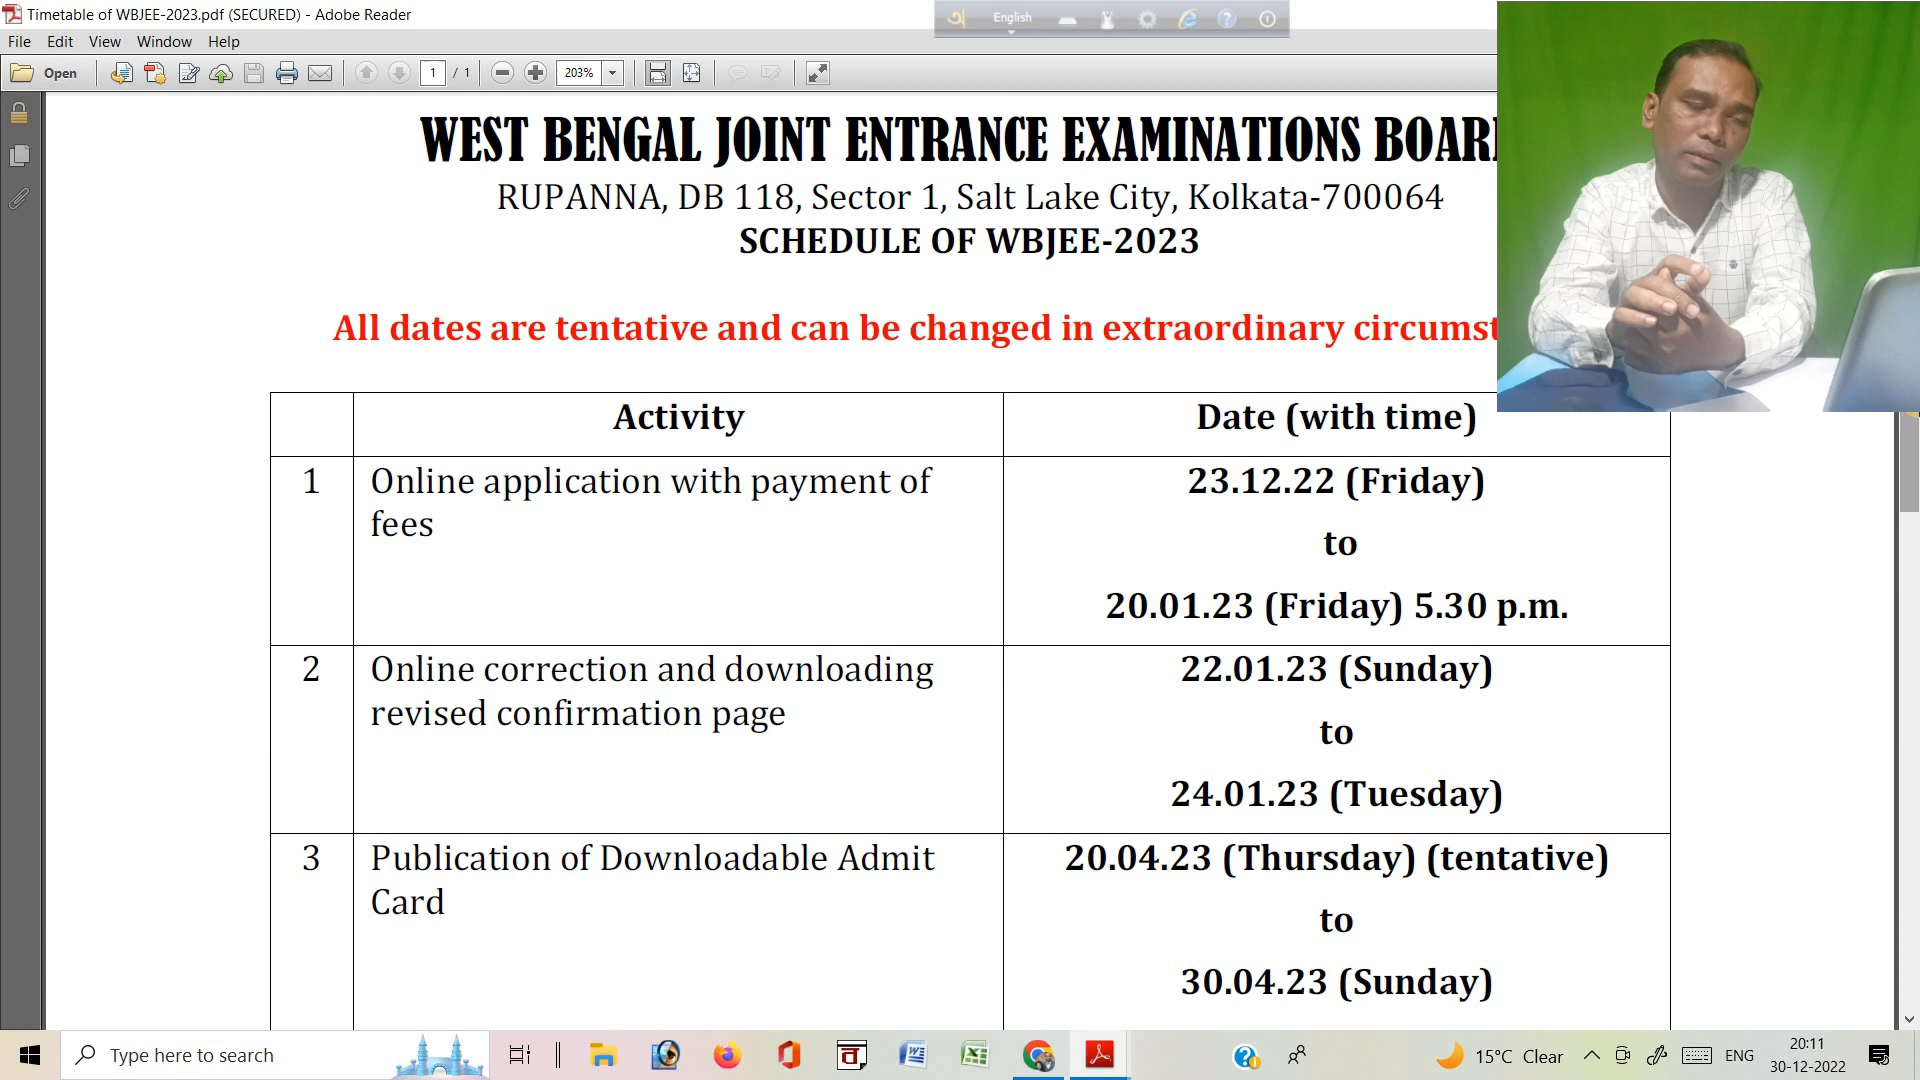 Timetable of WBJEE-2023.pdf (SECURED) - Adobe Reader
English
File Edit View Window Help
Open 1 / 1 203%
WEST BENGAL JOINT ENTRANCE EXAMINATIONS BOAR
RUPANNA, DB 118, Sector 1, Salt Lake City, Kolkata-700064
SCHEDULE OF WBJEE-2023
All dates are tentative and can be changed in extraordinary circumst
Activity Date (with time)
1 Online application with payment of
fees
23.12.22 (Friday)
to
20.01.23 (Friday) 5.30 p.m.
2 Online correction and downloading
revised confirmation page
22.01.23 (Sunday)
to
24.01.23 (Tuesday)
3 Publication of Downloadable Admit
Card
20.04.23 (Thursday) (tentative)
to
30.04.23 (Sunday)
Type here to search
15°C Clear
ENG
20:11
30-12-2022